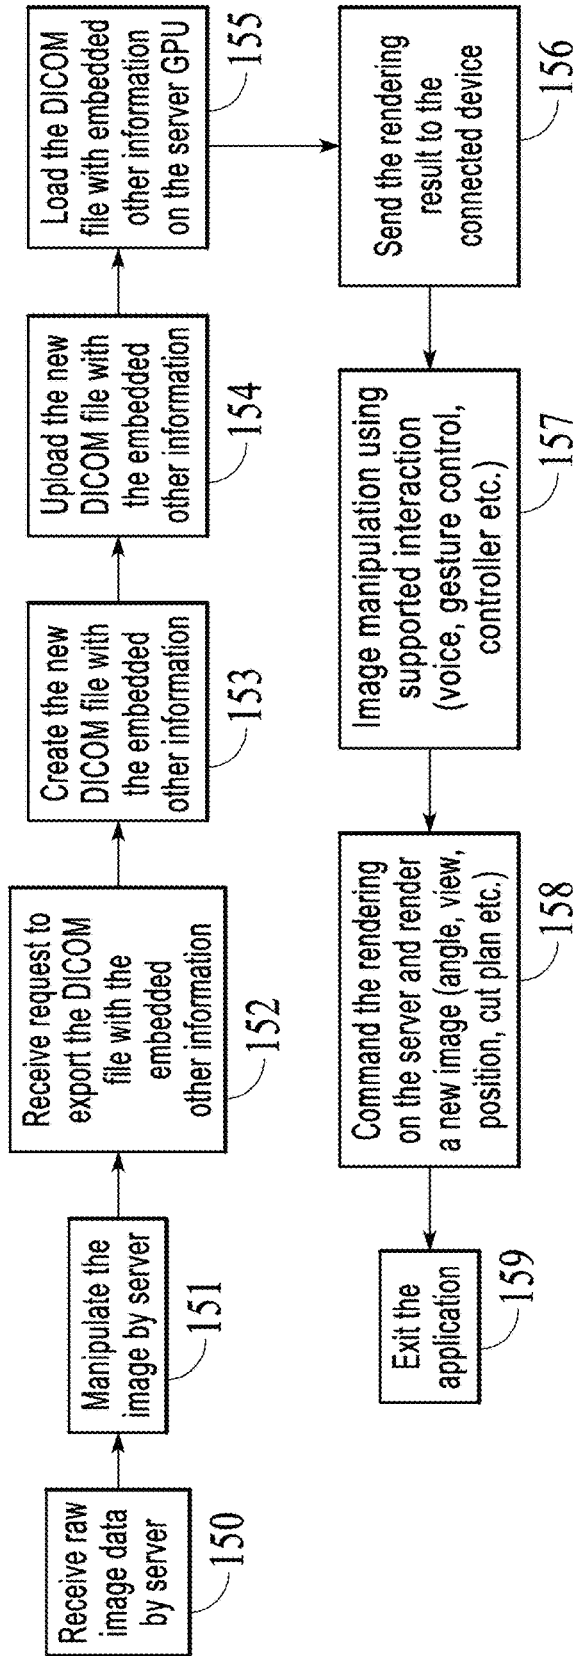 Receive raw
image data
by server
150
Manipulate the
image by server
151
Receive request to
export the DICOM
file with the
embedded
other information
152
Create the new
DICOM file with
the embedded
other information
153
Upload the new
DICOM file with
the embedded
other information
154
Load the DICOM
file with embedded
other information
on the server GPU
155
Send the rendering
result to the
connected device
156
Image manipulation using
supported interaction
(voice, gesture control,
controller etc.)
157
Command the rendering
on the server and render
a new image (angle, view,
position, cut plan etc.)
158
Exit the
application
159